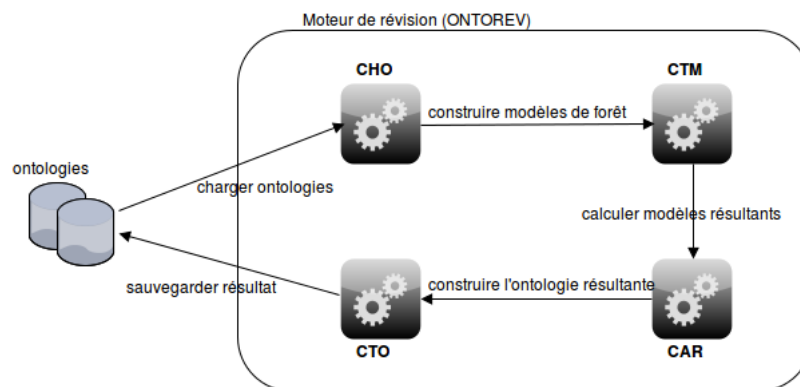 Moteur de révision (ONTOREV)
CHO
CTM
construire modèles de forêt
ontologies
charger ontologies
calculer modèles résultants
sauvegarder résultat
construire l'ontologie résultante
CTO
CAR